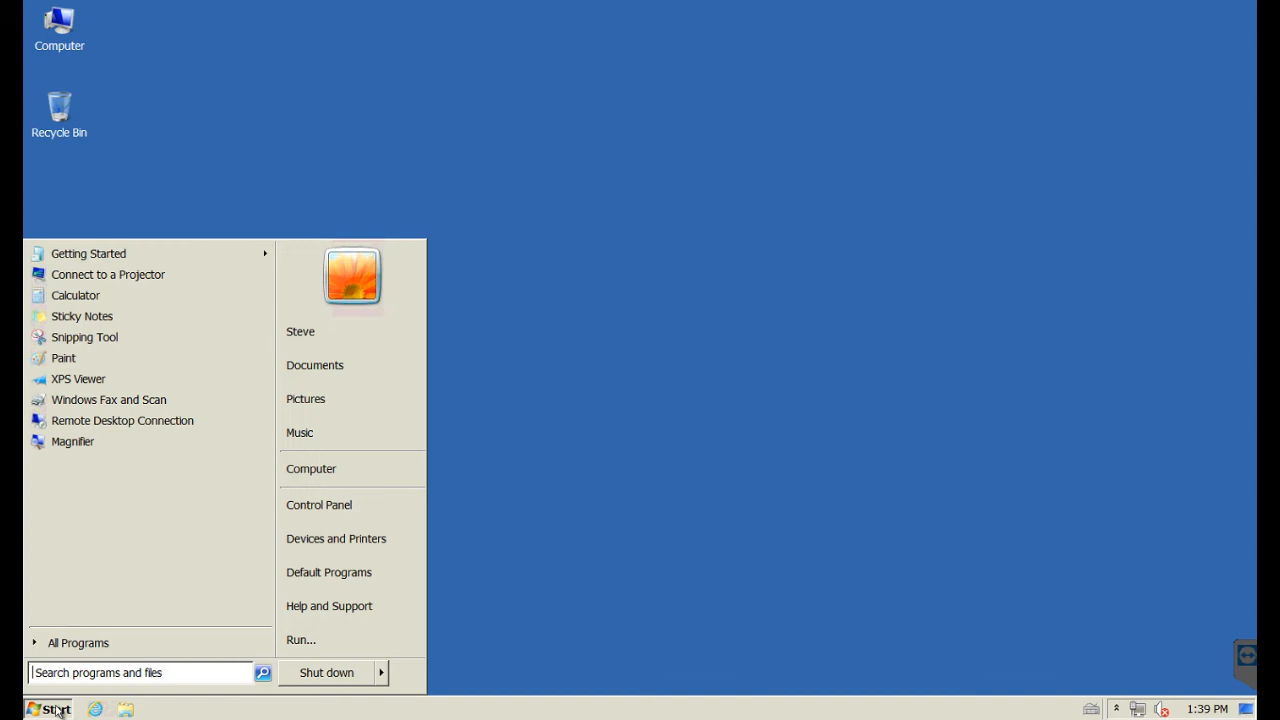 Computer
Recycle Bin
Getting Started
Connect to a Projector
Calculator
Sticky Notes
Snipping Tool
Paint
XPS Viewer
Windows Fax and Scan
Remote Desktop Connection
Magnifier
All Programs
Search programs and files
Steve
Documents
Pictures
Music
Computer
Control Panel
Devices and Printers
Default Programs
Help and Support
Run...
Shut down
Start
1:39 PM